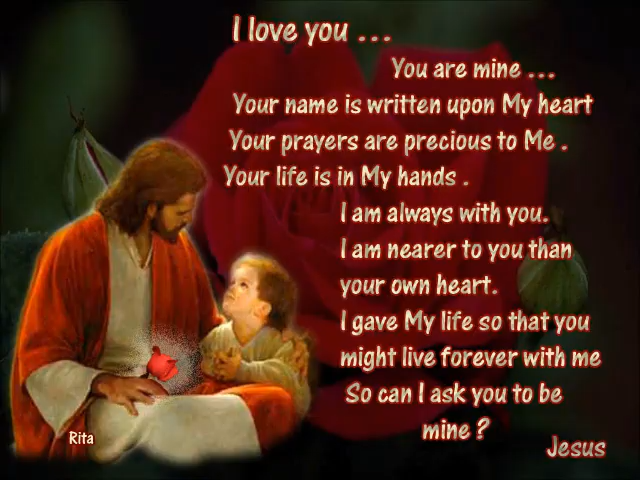 I love you ...
You are mine ...
Your name is written upon My heart
Your prayers are precious to Me .
Your life is in My hands .
I am always with you.
I am nearer to you than
your own heart.
I gave My life so that you
might live forever with me
So can I ask you to be
mine ?
Jesus
Rita